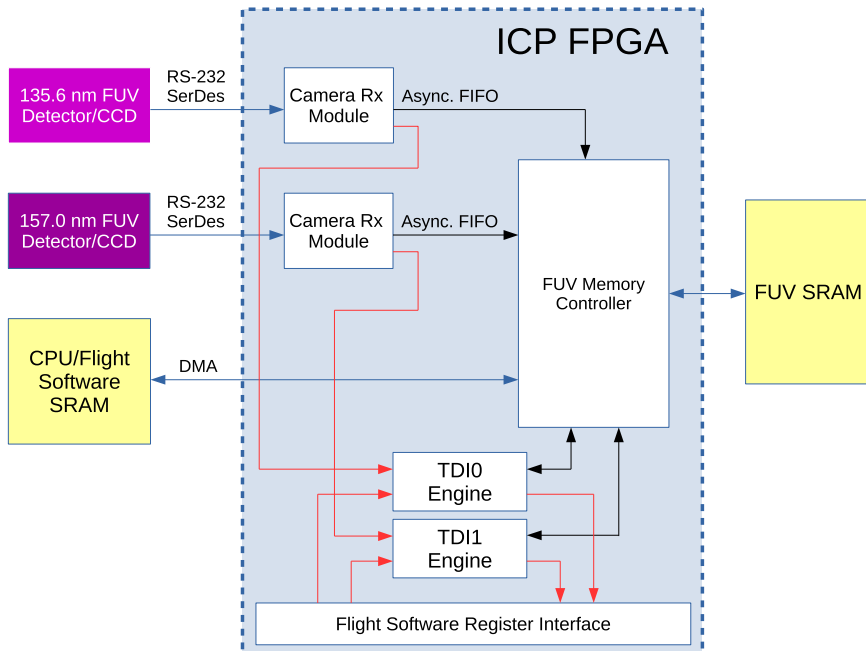 ICP FPGA
135.6 nm FUV
Detector/CCD
RS-232
SerDes
Camera Rx
Module
Async. FIFO
157.0 nm FUV
Detector/CCD
RS-232
SerDes
Camera Rx
Module
Async. FIFO
FUV Memory
Controller
FUV SRAM
CPU/Flight
Software
SRAM
DMA
TDI0
Engine
TDI1
Engine
Flight Software Register Interface